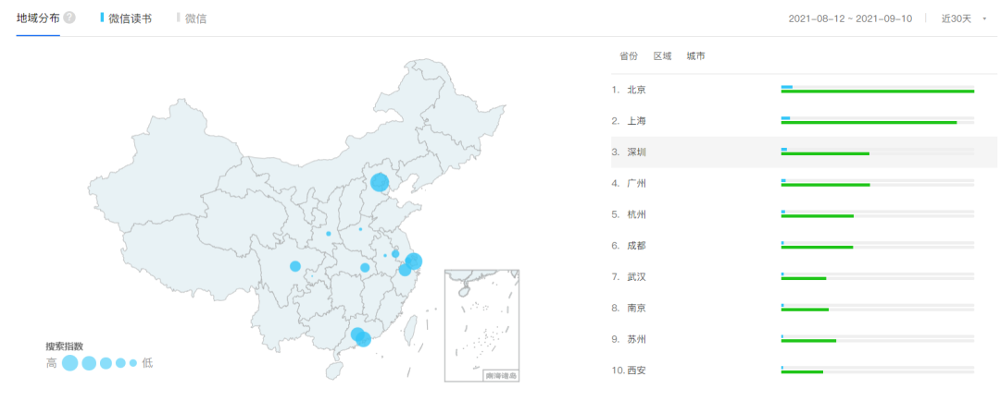 地域分布 ? 微信读书 微信 2021-08-12 ~ 2021-09-10 近30天
省份 区域 城市
1. 北京
2. 上海
3. 深圳
4. 广州
5. 杭州
6. 成都
7. 武汉
8. 南京
9. 苏州
10. 西安
搜索指数
高 低
南海诸岛